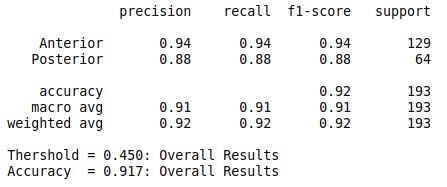 precision recall f1-score support
Anterior 0.94 0.94 0.94 129
Posterior 0.88 0.88 0.88 64
accuracy 0.92 193
macro avg 0.91 0.91 0.91 193
weighted avg 0.92 0.92 0.92 193
Thershold = 0.450: Overall Results
Accuracy = 0.917: Overall Results